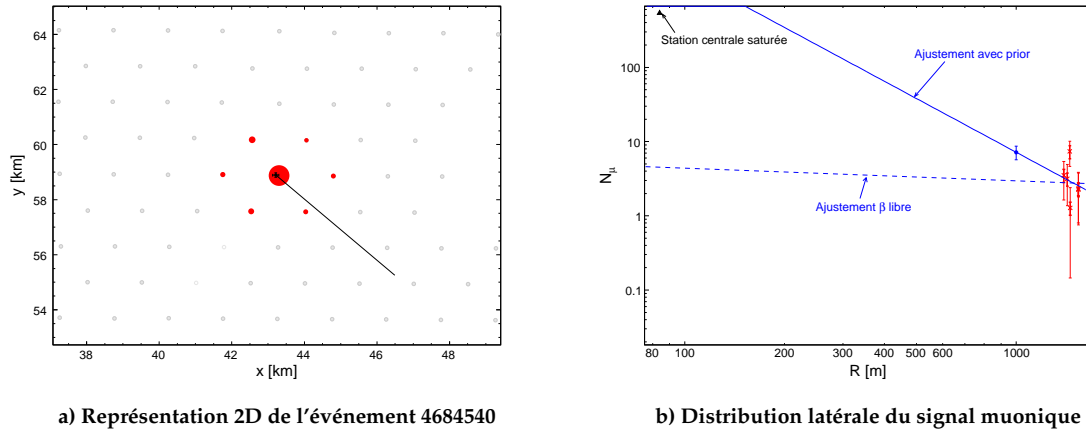 64
62
60
58
56
54
y [km]
38 40 42 44 46 48
x [km]
a) Représentation 2D de l'événement 4684540
100
10
1
0.1
Nμ
Station centrale saturée
Ajustement avec prior
Ajustement β libre
80 100 200 300 400 500 600 1000
R [m]
b) Distribution latérale du signal muonique